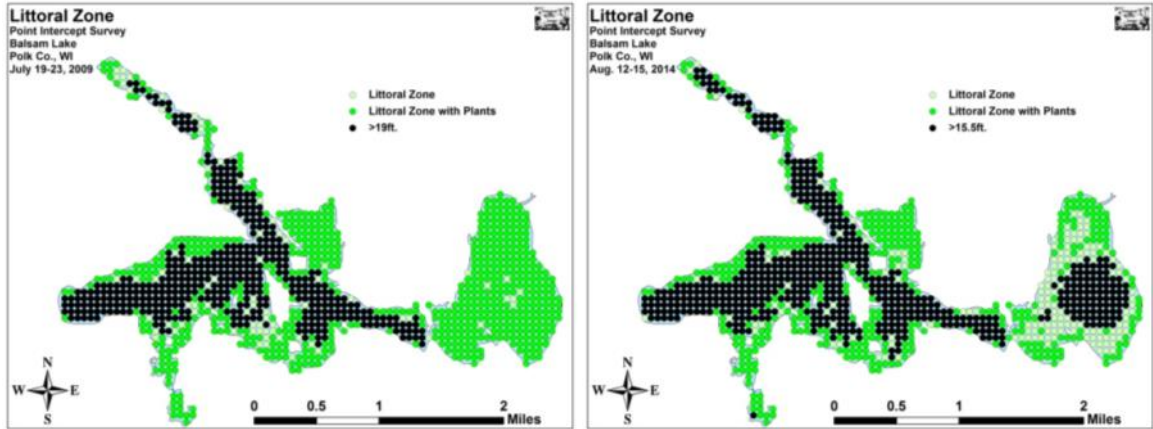 Littoral Zone
Point Intercept Survey
Balsam Lake
Polk Co., WI
July 19-23, 2009
Littoral Zone
Littoral Zone with Plants
>19ft.
N
W E
S
0 0.5 1 2
Miles
Littoral Zone
Point Intercept Survey
Balsam Lake
Polk Co., WI
Aug. 12-15, 2014
Littoral Zone
Littoral Zone with Plants
>15.5ft.
N
W E
S
0 0.5 1 2
Miles